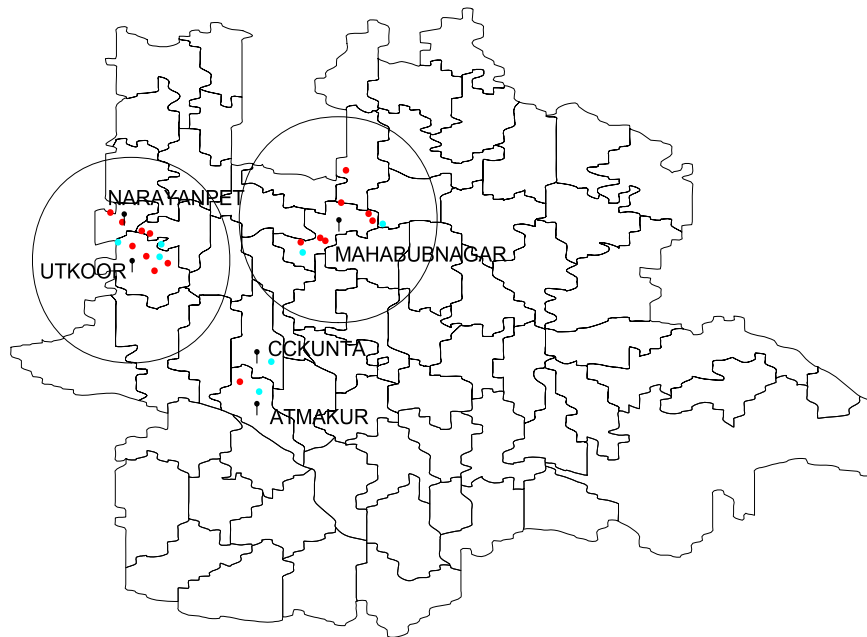 NARAYANPET
MAHABUBNAGAR
UTKOOR
CCKUNTA
ATMAKUR